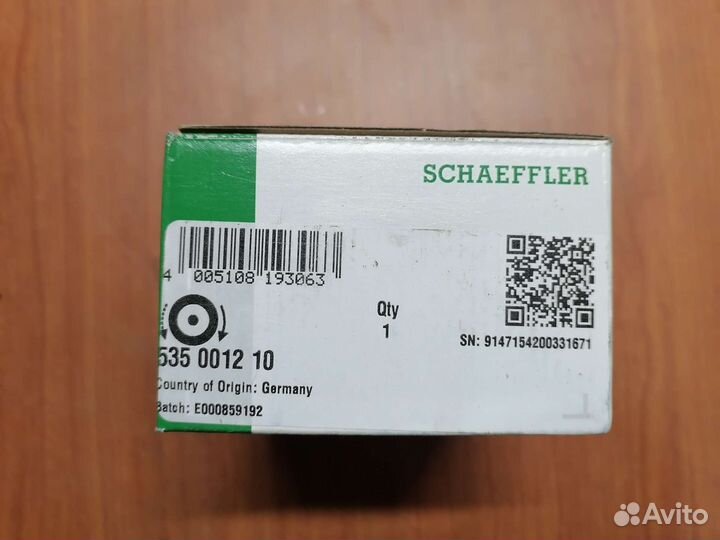 SCHAEFFLER
4 005108 193063
Qty
1
SN: 9147154200331671
535 0012 10
Country of Origin: Germany
Batch: E000859192
Avito